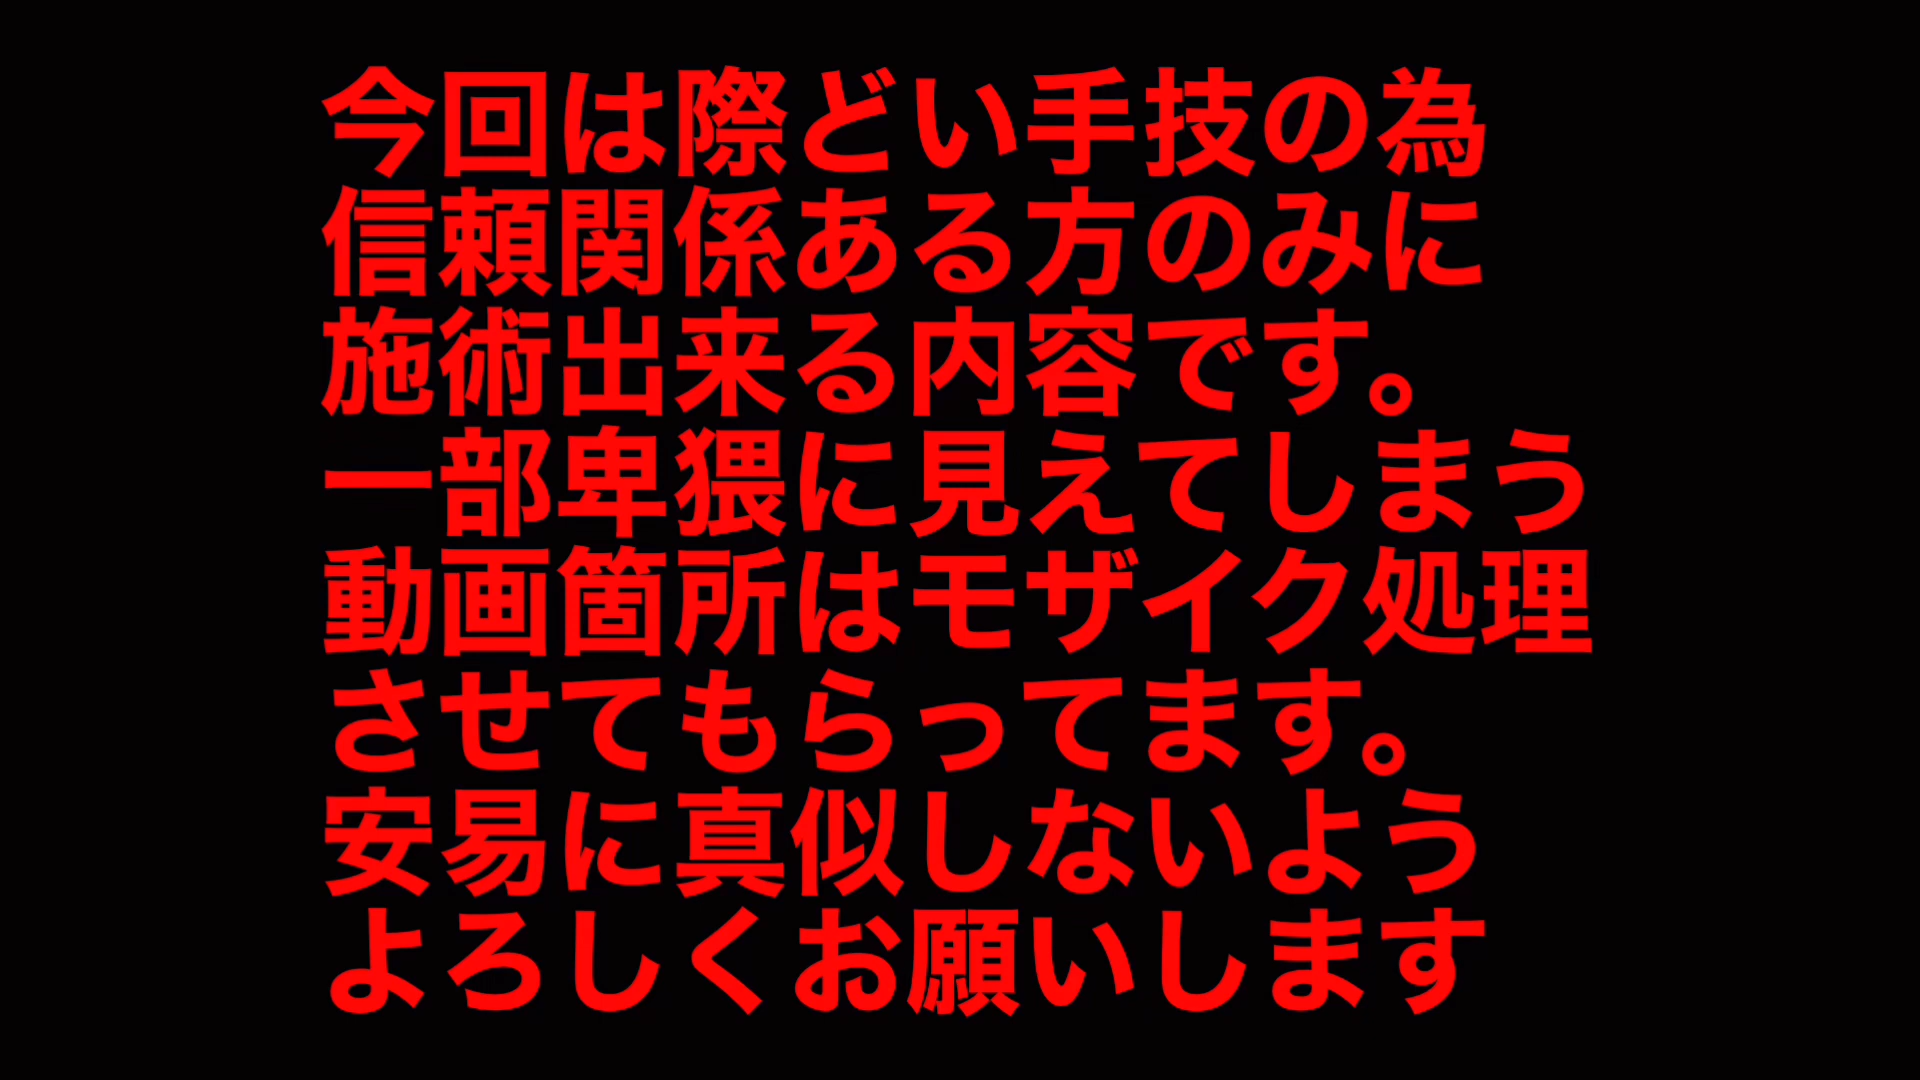 今回は際どい手技の為
信頼関係ある方のみに
施術出来る内容です。
一部卑猥に見えてしまう
動画箇所はモザイク処理
させてもらってます。
安易に真似しないよう
よろしくお願いします